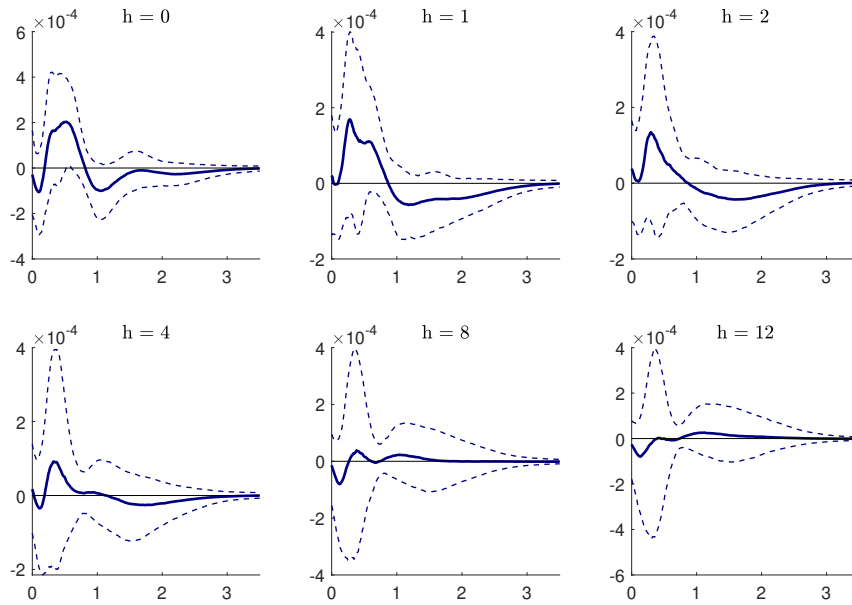 ×10⁻⁴ h = 0
6
4
2
0
-2
-4
0 1 2 3
×10⁻⁴ h = 1
4
2
0
-2
0 1 2 3
×10⁻⁴ h = 2
4
2
0
-2
0 1 2 3
×10⁻⁴ h = 4
4
2
0
-2
0 1 2 3
×10⁻⁴ h = 8
4
2
0
-2
-4
0 1 2 3
×10⁻⁴ h = 12
4
2
0
-2
-4
-6
0 1 2 3